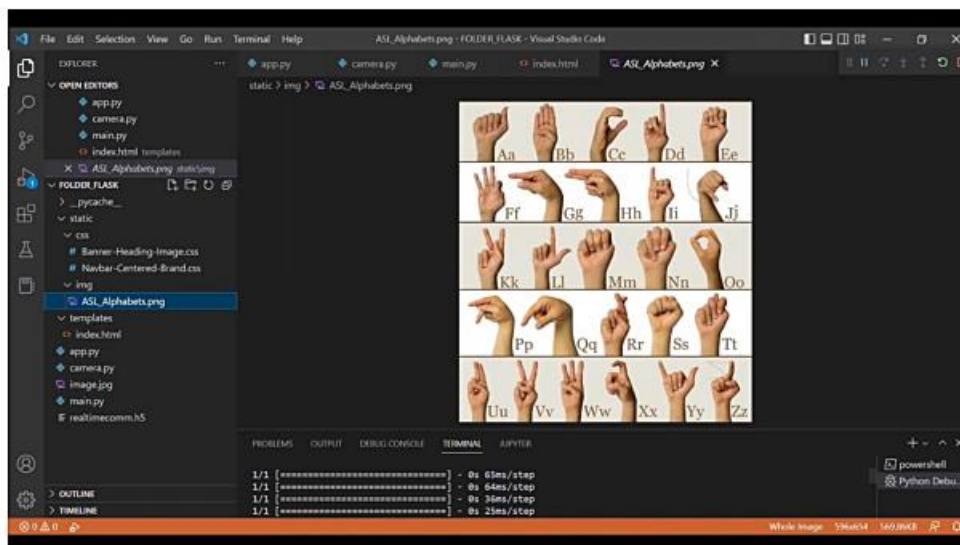 File Edit Selection View Go Run Terminal Help
ASL_Alphabets.png - FOLDER_FLASK - Visual Studio Code
EXPLORER
app.py
camera.py
main.py
index.html
ASL_Alphabets.png
static > img > ASL_Alphabets.png
OPEN EDITORS
app.py
camera.py
main.py
index.html templates
ASL_Alphabets.png static\img
FOLDER_FLASK
__pycache__
static
css
# Banner-Heading-Image.css
# Navbar-Centered-Brand.css
img
ASL_Alphabets.png
templates
index.html
app.py
camera.py
image.jpg
main.py
realtimecomm.h5
OUTLINE
TIMELINE
Aa Bb Cc Dd Ee
Ff Gg Hh Ii Jj
Kk Ll Mm Nn Oo
Pp Qq Rr Ss Tt
Uu Vv Ww Xx Yy Zz
PROBLEMS OUTPUT DEBUG CONSOLE TERMINAL JUPYTER
1/1 [==============================] - 0s 65ms/step
1/1 [==============================] - 0s 64ms/step
1/1 [==============================] - 0s 36ms/step
1/1 [==============================] - 0s 25ms/step
powershell
Python Debu...
0 0
Whole Image 596x654 569.86KB